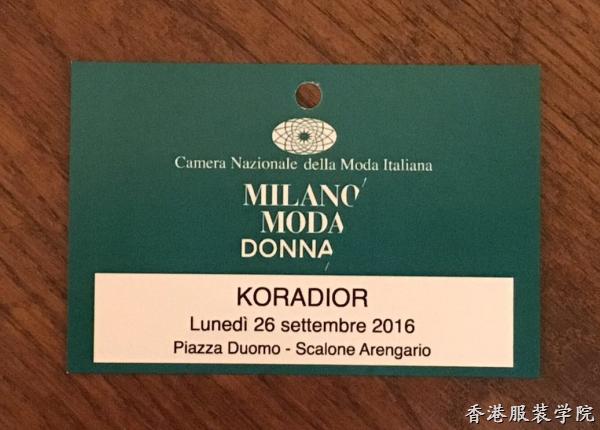 Camera Nazionale della Moda Italiana
MILANO
MODA
DONNA
KORADIOR
Lunedì 26 settembre 2016
Piazza Duomo - Scalone Arengario
香港服装学院